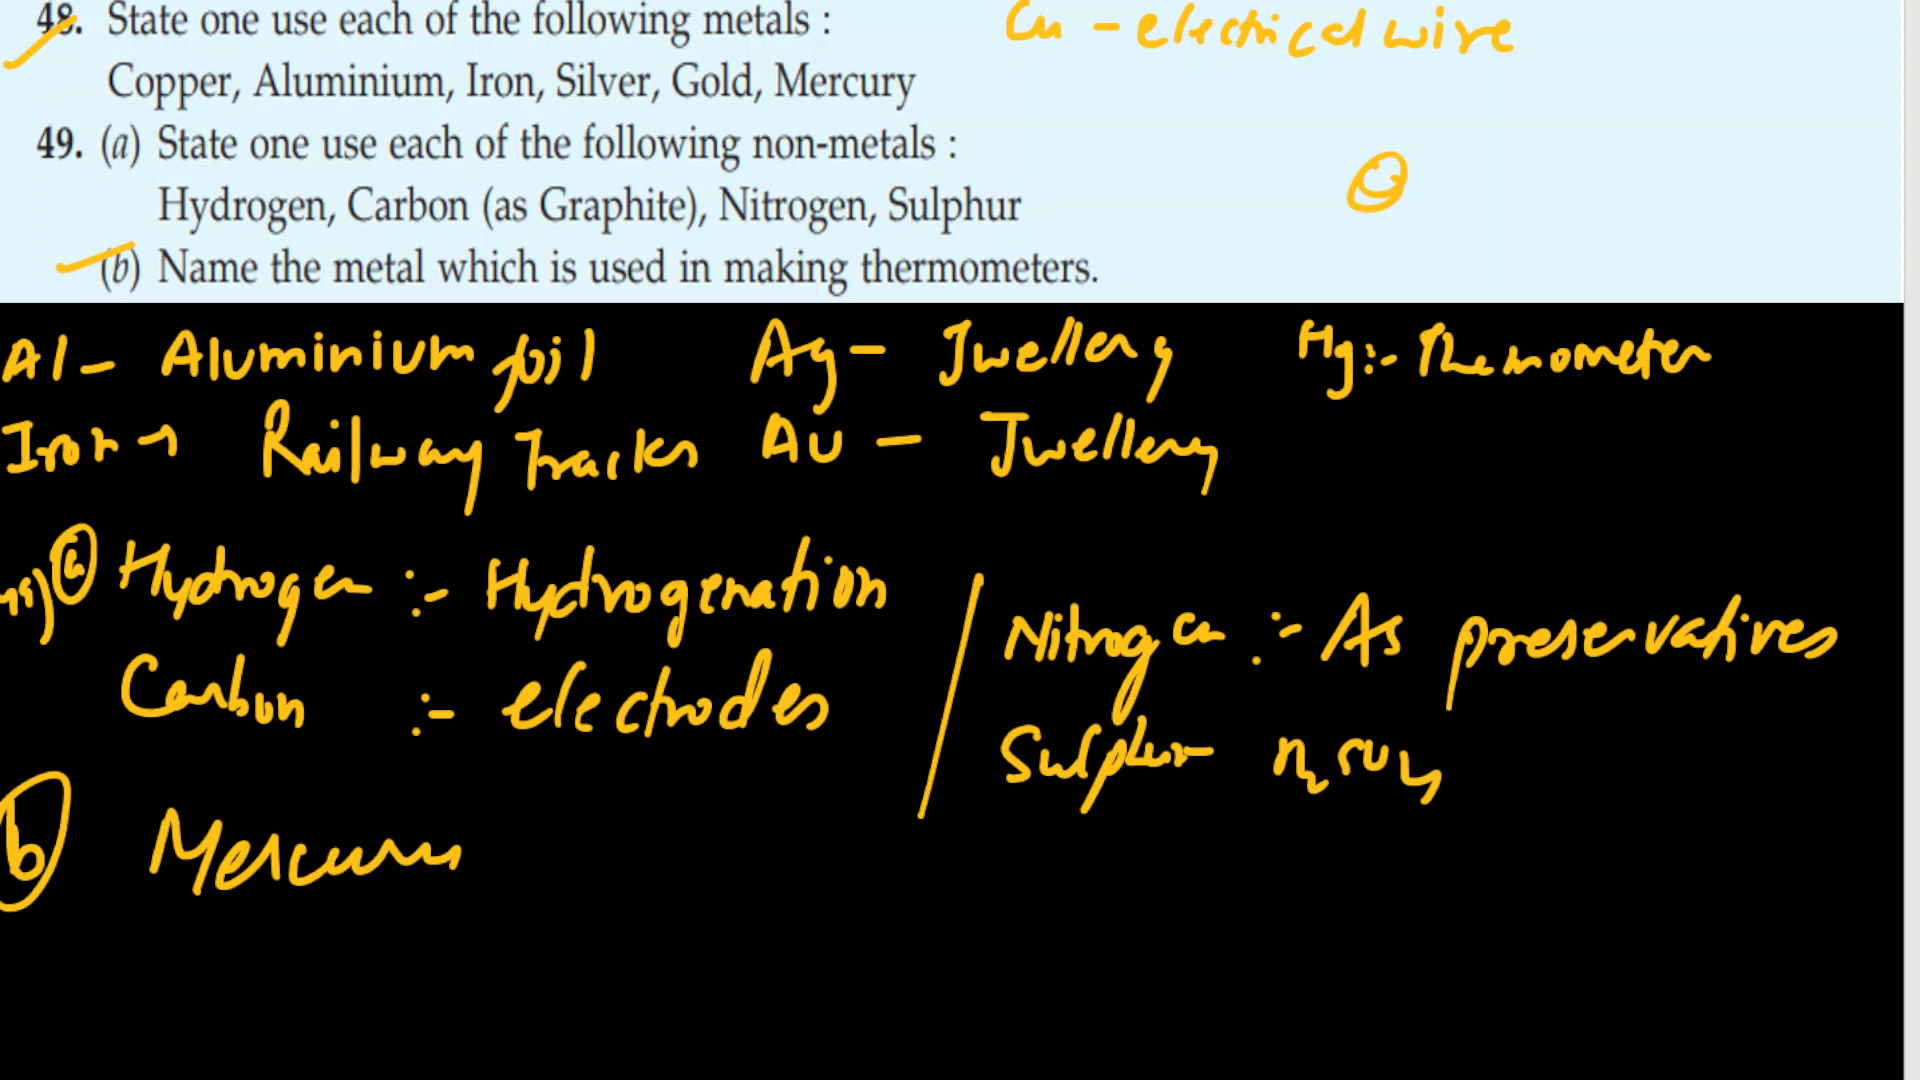 48. State one use each of the following metals :
Cu - electrical wire
Copper, Aluminium, Iron, Silver, Gold, Mercury
49. (a) State one use each of the following non-metals :
Hydrogen, Carbon (as Graphite), Nitrogen, Sulphur
(b) Name the metal which is used in making thermometers.
Al - Aluminium foil Ag - Jwellery Hg :- Themometer
Iron → Railway Tracks Au - Jwellery
a Hydrogen :- Hydrogenation
Nitrogen :- As preservatives
Carbon :- electrodes
Sulphur
b Mercury